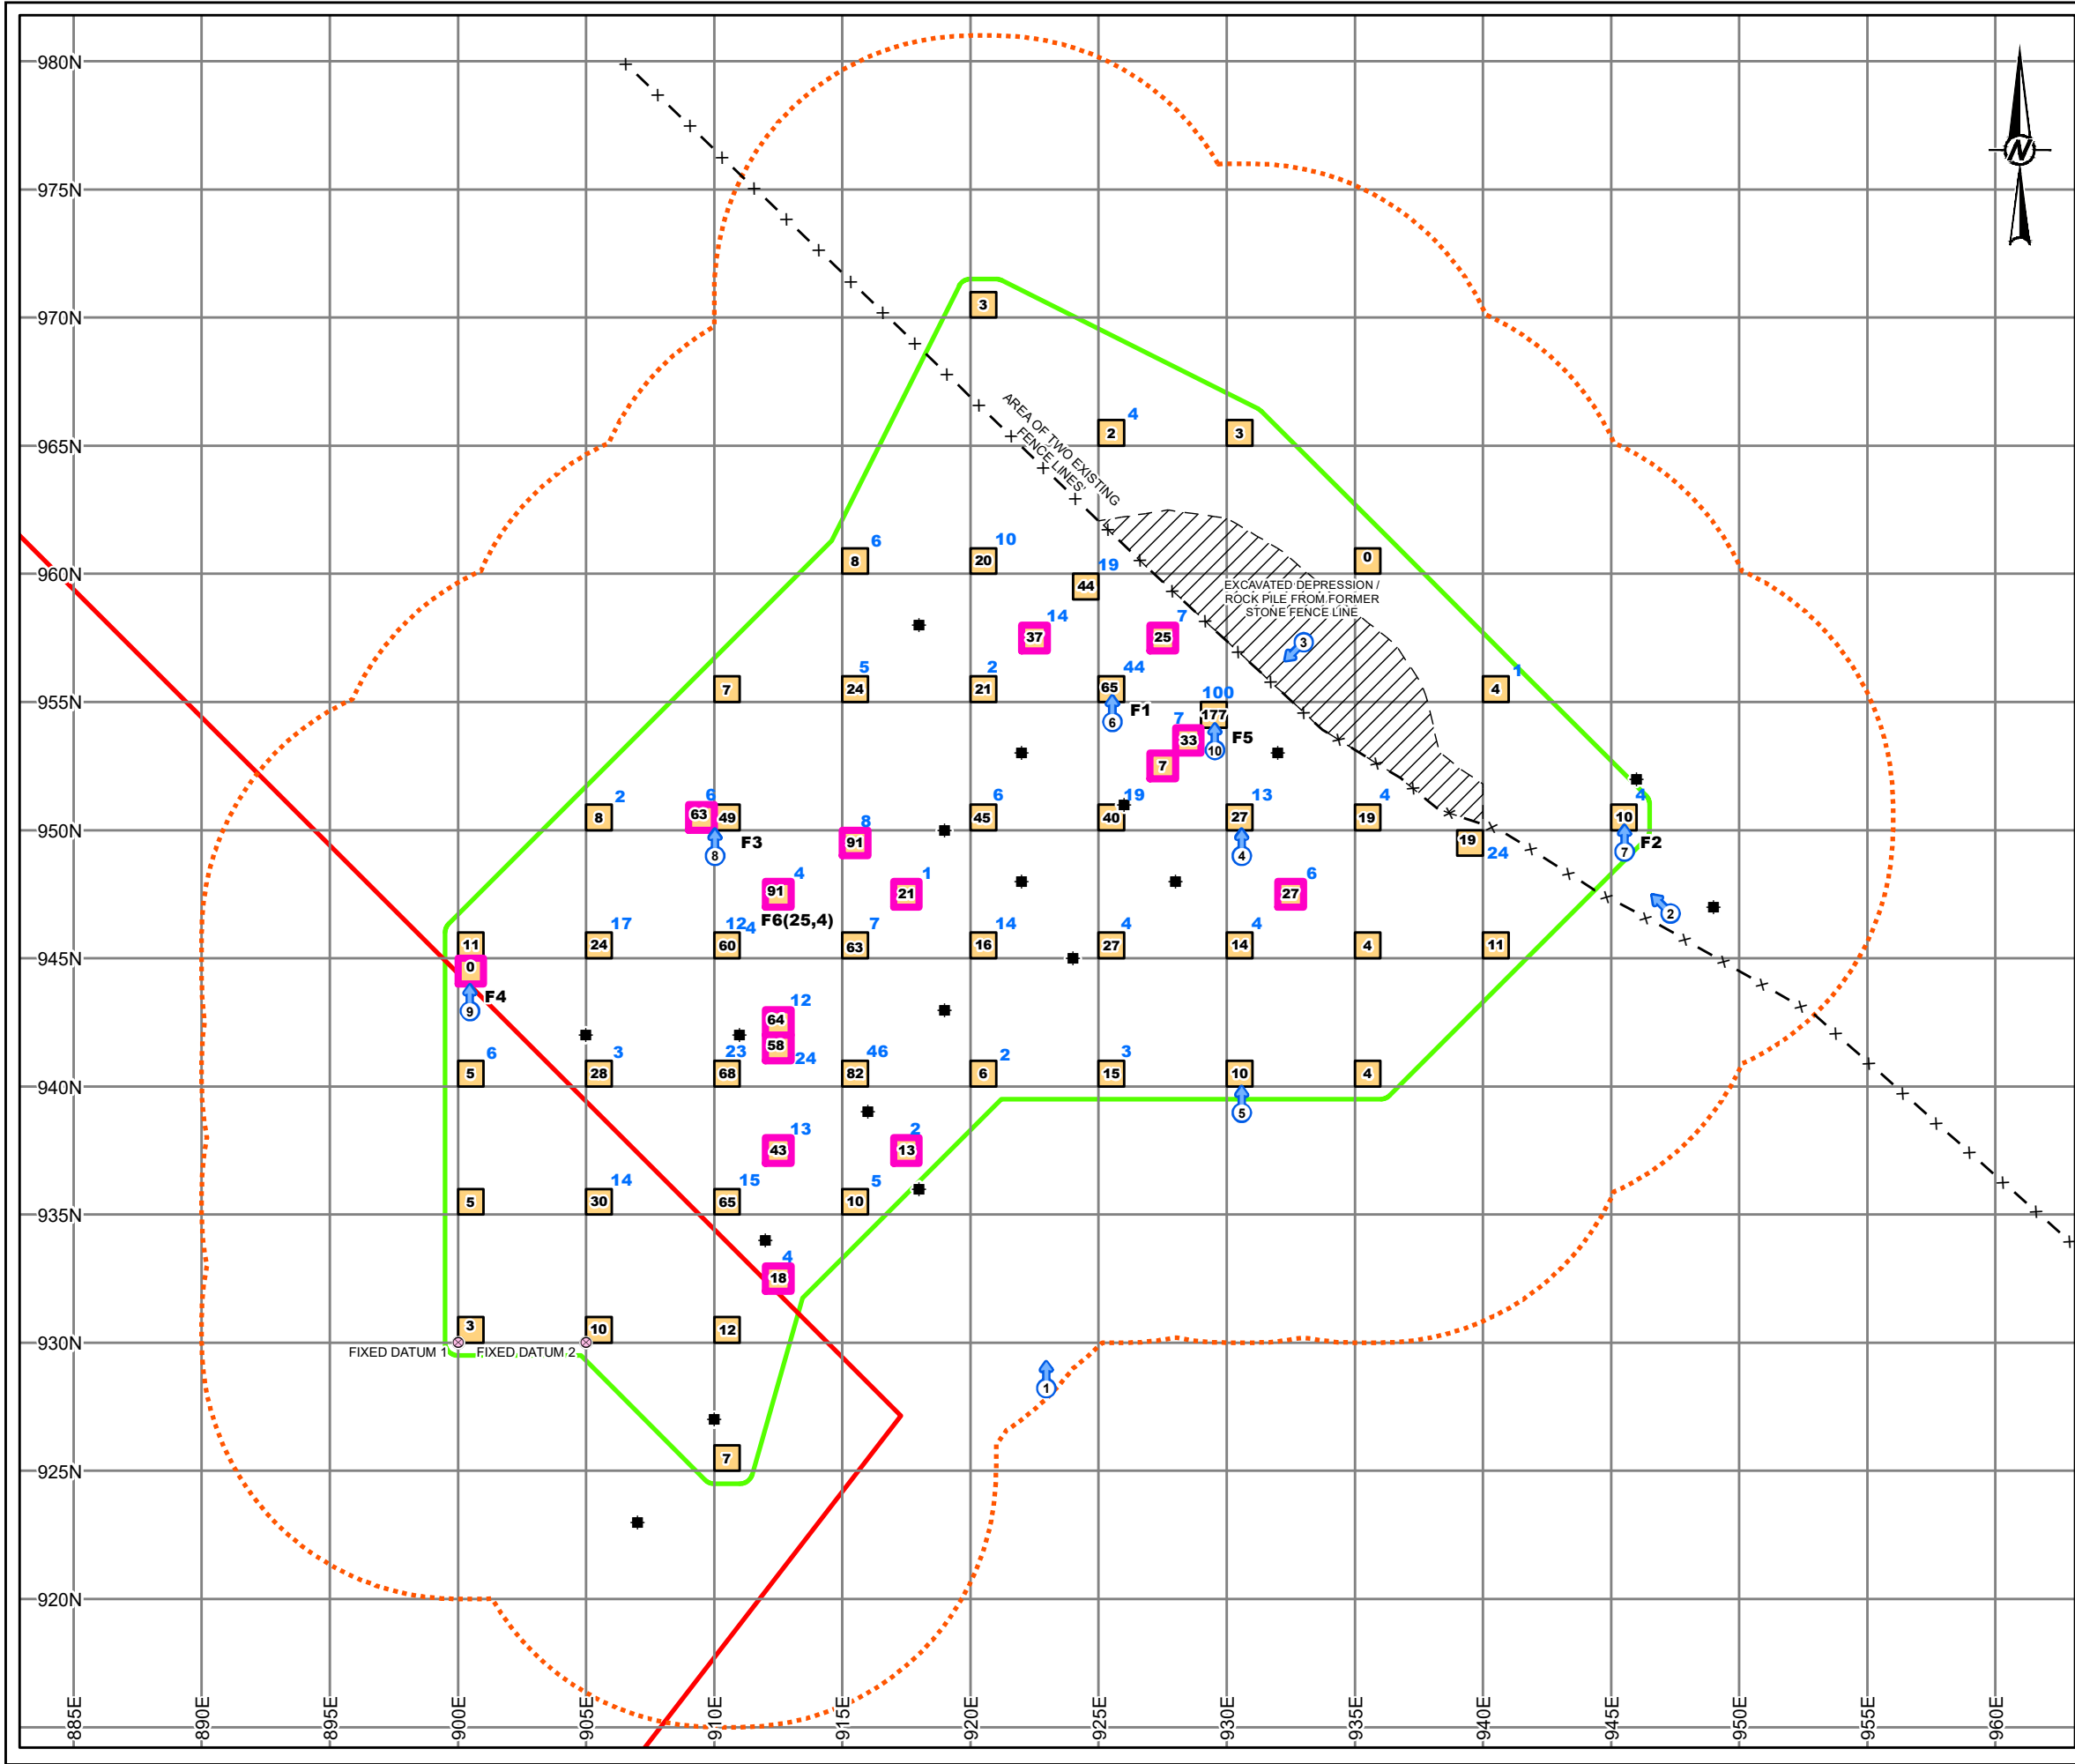 980N
N
975N
970N
3
AREA OF TWO EXISTING
FENCE LINES'
965N
4
2
3
960N
6
8
10
20
19
44
0
EXCAVATED DEPRESSION /
ROCK PILE FROM FORMER
STONE FENCE LINE
14
37
7
25
3
955N
7
5
24
2
21
44
65
6
F1
100
177
10
F5
7
33
7
1
4
950N
2
8
6
63
49
8
F3
8
91
6
45
19
40
13
27
4
4
19
19
24
4
10
7
F2
4
91
F6(25,4)
1
21
6
27
2
945N
11
0
9
F4
17
24
12
4
60
7
63
14
16
4
27
4
14
4
11
12
64
58
24
940N
6
5
3
28
23
68
46
82
2
6
3
15
10
5
4
13
43
2
13
935N
5
14
30
15
65
5
10
4
18
930N
3
10
12
FIXED DATUM 1
FIXED DATUM 2
1
925N
7
920N
885E
890E
895E
900E
905E
910E
915E
920E
925E
930E
935E
940E
945E
950E
955E
960E